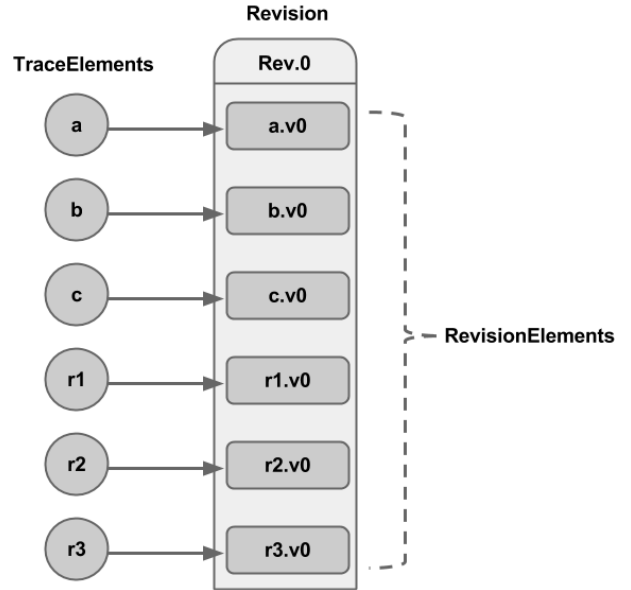 Revision
TraceElements
Rev.0
a
a.v0
b
b.v0
c
c.v0
RevisionElements
r1
r1.v0
r2
r2.v0
r3
r3.v0